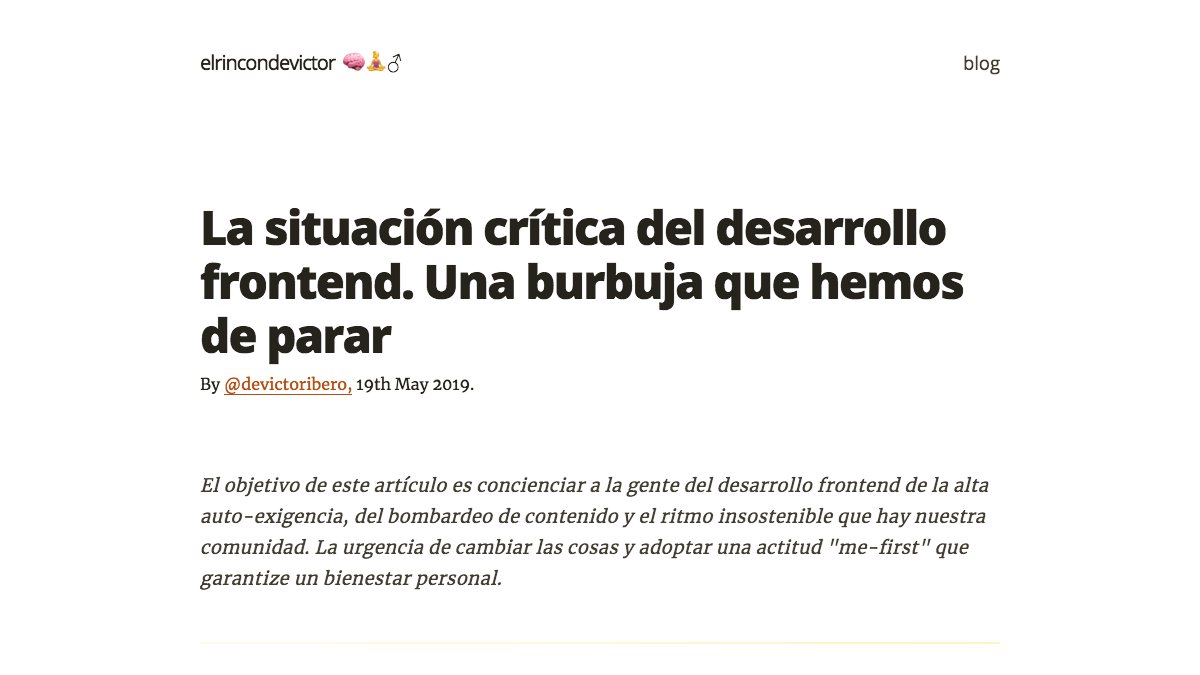 elrincondevictor 🧠🧘‍♂
blog
La situación crítica del desarrollo
frontend. Una burbuja que hemos
de parar
By @devictoribero, 19th May 2019.
El objetivo de este artículo es concienciar a la gente del desarrollo frontend de la alta
auto-exigencia, del bombardeo de contenido y el ritmo insostenible que hay nuestra
comunidad. La urgencia de cambiar las cosas y adoptar una actitud "me-first" que
garantize un bienestar personal.